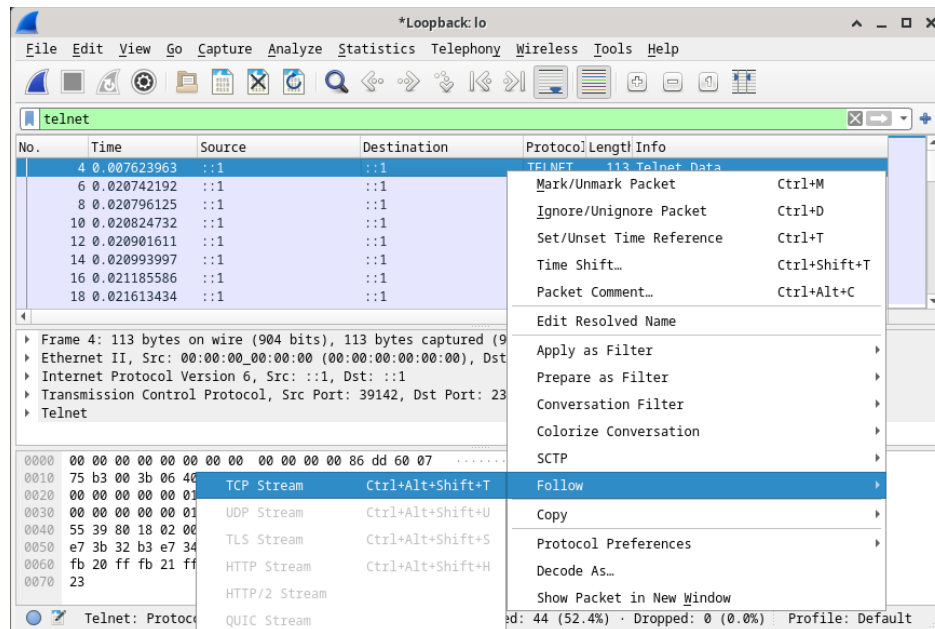 *Loopback: lo
File Edit View Go Capture Analyze Statistics Telephony Wireless Tools Help
telnet
No. Time Source Destination Protocol Length Info
4 0.007623963 ::1 ::1 TELNET 113 Telnet Data
6 0.020742192 ::1 ::1
8 0.020796125 ::1 ::1
10 0.020824732 ::1 ::1
12 0.020901611 ::1 ::1
14 0.020993997 ::1 ::1
16 0.021185586 ::1 ::1
18 0.021613434 ::1 ::1
Mark/Unmark Packet Ctrl+M
Ignore/Unignore Packet Ctrl+D
Set/Unset Time Reference Ctrl+T
Time Shift… Ctrl+Shift+T
Packet Comment… Ctrl+Alt+C
Edit Resolved Name
Apply as Filter
Prepare as Filter
Conversation Filter
Colorize Conversation
SCTP
Follow
Copy
Protocol Preferences
Decode As…
Show Packet in New Window
Frame 4: 113 bytes on wire (904 bits), 113 bytes captured (9
Ethernet II, Src: 00:00:00_00:00:00 (00:00:00:00:00:00), Dst
Internet Protocol Version 6, Src: ::1, Dst: ::1
Transmission Control Protocol, Src Port: 39142, Dst Port: 23
Telnet
0000 00 00 00 00 00 00 00 00 00 00 00 00 86 dd 60 07 ·······
0010 75 b3 00 3b 06 40
0020 00 00 00 00 00 01
0030 00 00 00 00 00 01
0040 55 39 80 18 02 00
0050 e7 3b 32 b3 e7 34
0060 fb 20 ff fb 21 ff
0070 23
TCP Stream Ctrl+Alt+Shift+T
UDP Stream Ctrl+Alt+Shift+U
TLS Stream Ctrl+Alt+Shift+S
HTTP Stream Ctrl+Alt+Shift+H
HTTP/2 Stream
QUIC Stream
Telnet: Protoco
ed: 44 (52.4%) · Dropped: 0 (0.0%) Profile: Default